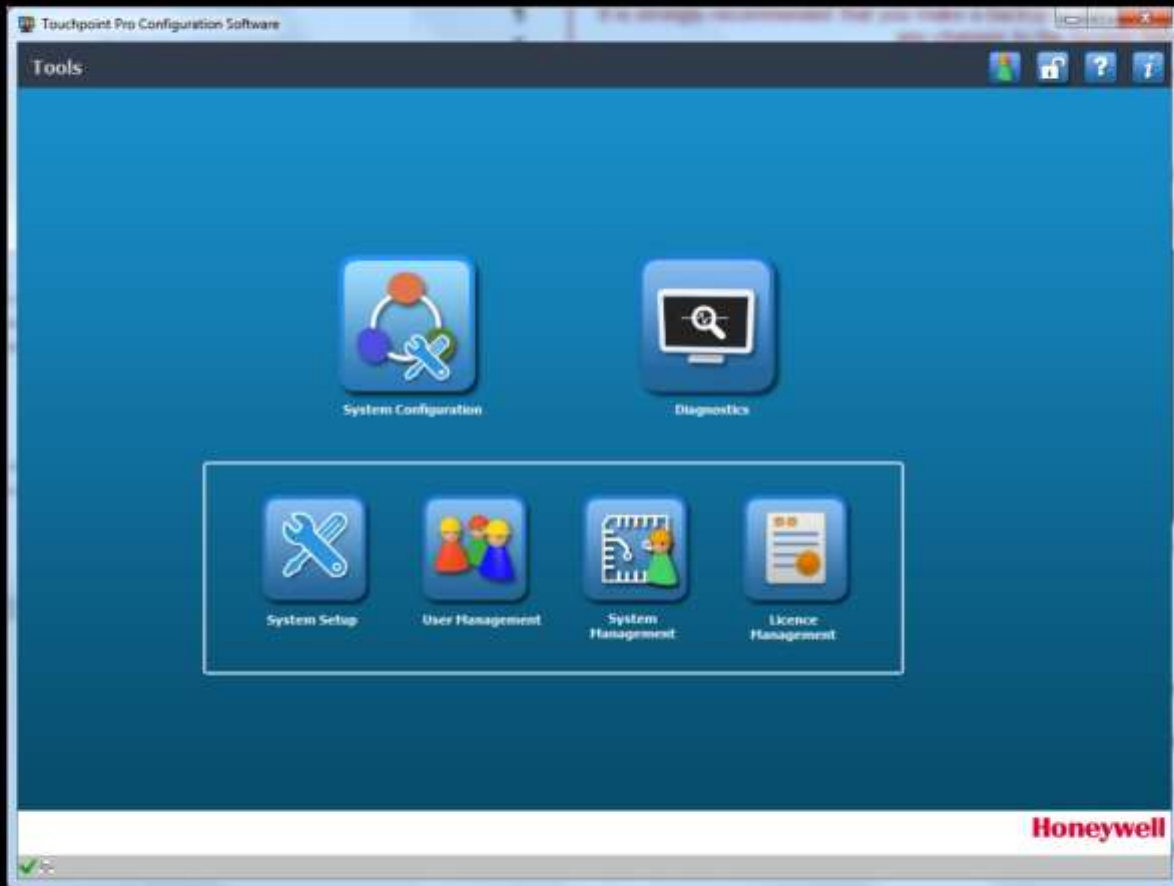 Touchpoint Pro Configuration Software
Tools
System Configuration
Diagnostics
System Setup
User Management
System
Management
Licence
Management
Honeywell